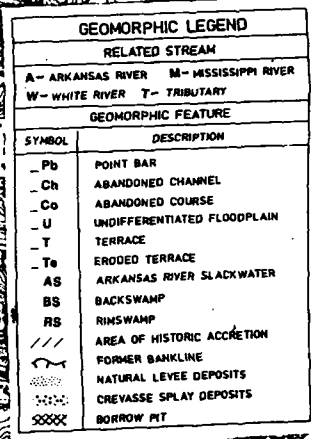 GEOMORPHIC LEGEND
RELATED STREAM
A- ARKANSAS RIVER M- MISSISSIPPI RIVER
W- WHITE RIVER T- TRIBUTARY
GEOMORPHIC FEATURE
SYMBOL DESCRIPTION
_Pb POINT BAR
_Ch ABANDONED CHANNEL
_Co ABANDONED COURSE
_U UNDIFFERENTIATED FLOODPLAIN
_T TERRACE
_Te ERODED TERRACE
AS ARKANSAS RIVER SLACKWATER
BS BACKSWAMP
RS RIMSWAMP
AREA OF HISTORIC ACCRETION
FORMER BANKLINE
NATURAL LEVEE DEPOSITS
CREVASSE SPLAY DEPOSITS
BORROW PIT